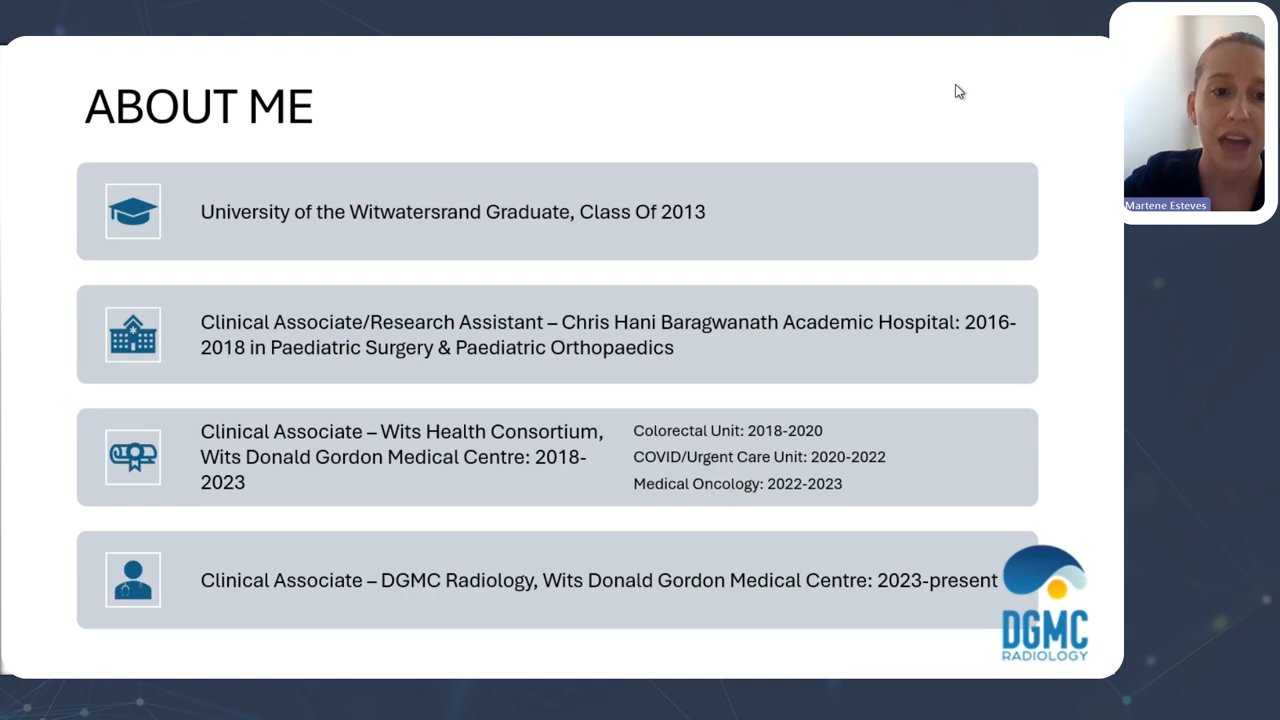 ABOUT ME
University of the Witwatersrand Graduate, Class Of 2013
Clinical Associate/Research Assistant – Chris Hani Baragwanath Academic Hospital: 2016-
2018 in Paediatric Surgery & Paediatric Orthopaedics
Clinical Associate – Wits Health Consortium,
Wits Donald Gordon Medical Centre: 2018-
2023
Colorectal Unit: 2018-2020
COVID/Urgent Care Unit: 2020-2022
Medical Oncology: 2022-2023
Clinical Associate – DGMC Radiology, Wits Donald Gordon Medical Centre: 2023-present
DGMC
RADIOLOGY
Martene Esteves